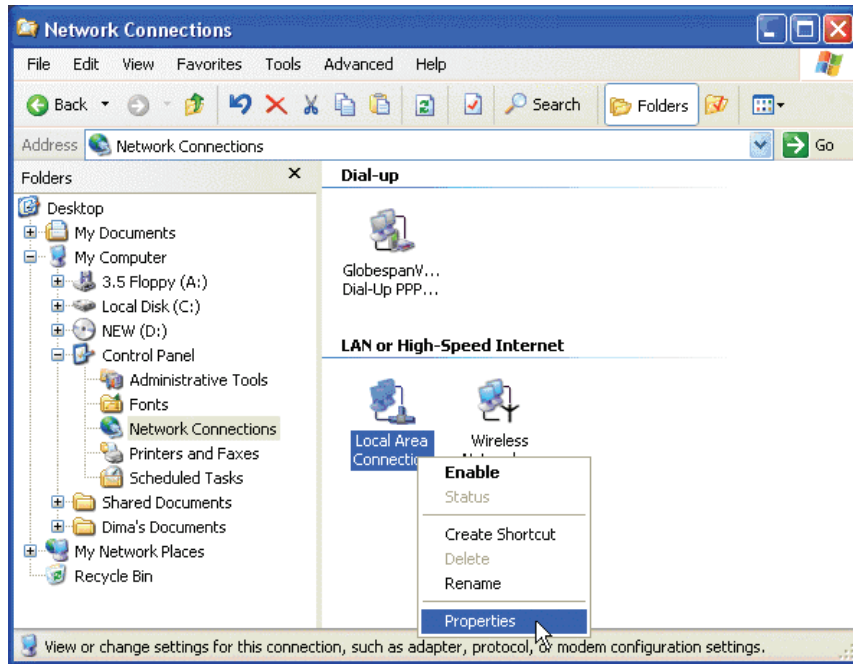 Network Connections
File Edit View Favorites Tools Advanced Help
Back Search Folders
Address Network Connections Go
Folders
Desktop
My Documents
My Computer
3.5 Floppy (A:)
Local Disk (C:)
NEW (D:)
Control Panel
Administrative Tools
Fonts
Network Connections
Printers and Faxes
Scheduled Tasks
Shared Documents
Dima's Documents
My Network Places
Recycle Bin
Dial-up
GlobespanV...
Dial-Up PPP...
LAN or High-Speed Internet
Local Area
Connection
Wireless
Enable
Status
Create Shortcut
Delete
Rename
Properties
View or change settings for this connection, such as adapter, protocol, or modem configuration settings.